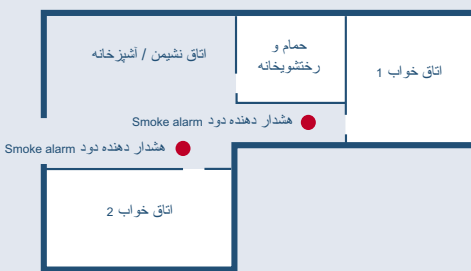 حمام و
رختشویخانه
اتاق نشیمن / آشپزخانه
اتاق خواب 1
هشدار دهنده دود Smoke alarm
هشدار دهنده دود Smoke alarm
اتاق خواب 2